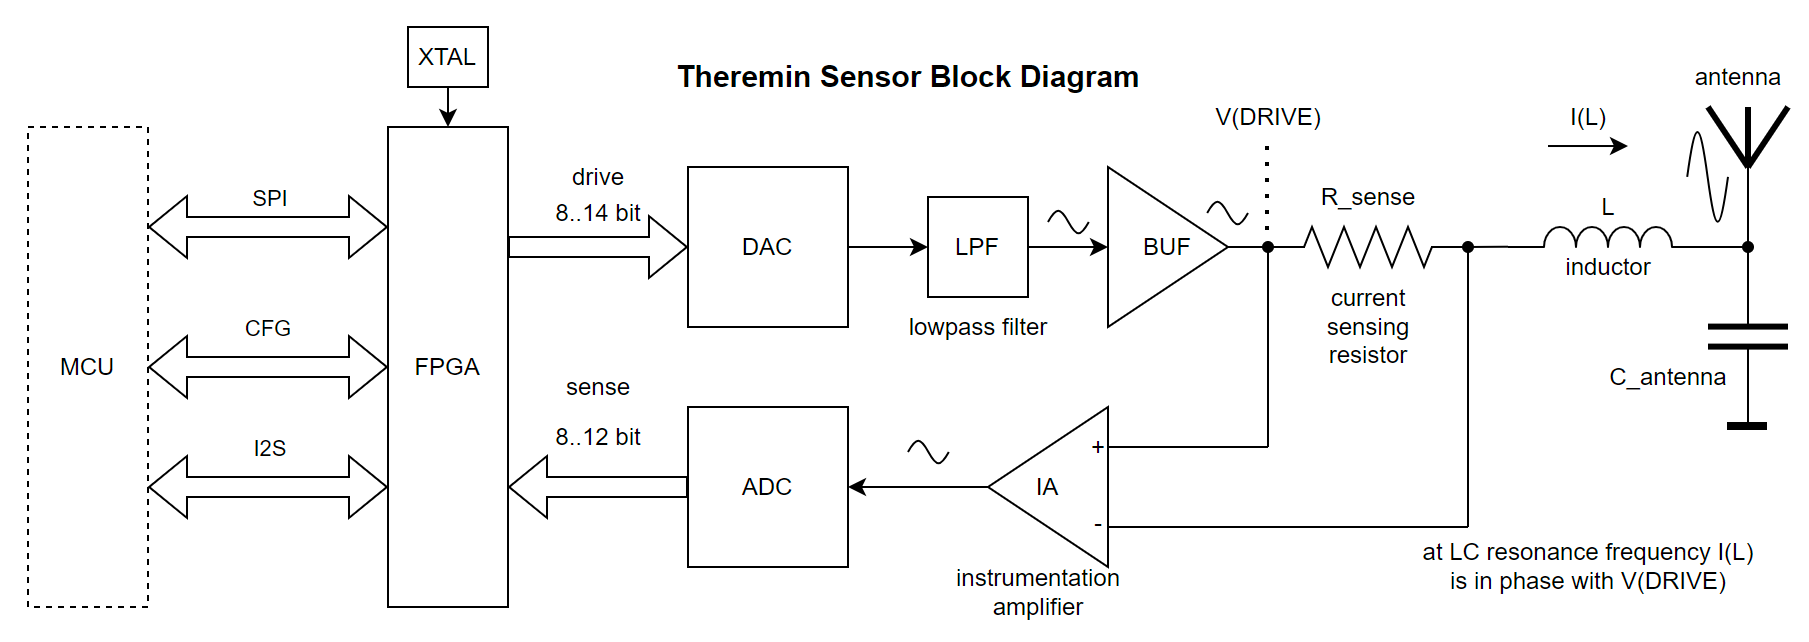 XTAL
Theremin Sensor Block Diagram
antenna
V(DRIVE)
I(L)
SPI
drive
8..14 bit
R_sense
L
DAC
LPF
BUF
inductor
lowpass filter
current
sensing
resistor
CFG
MCU
FPGA
sense
8..12 bit
C_antenna
I2S
ADC
IA
+
-
instrumentation
amplifier
at LC resonance frequency I(L)
is in phase with V(DRIVE)